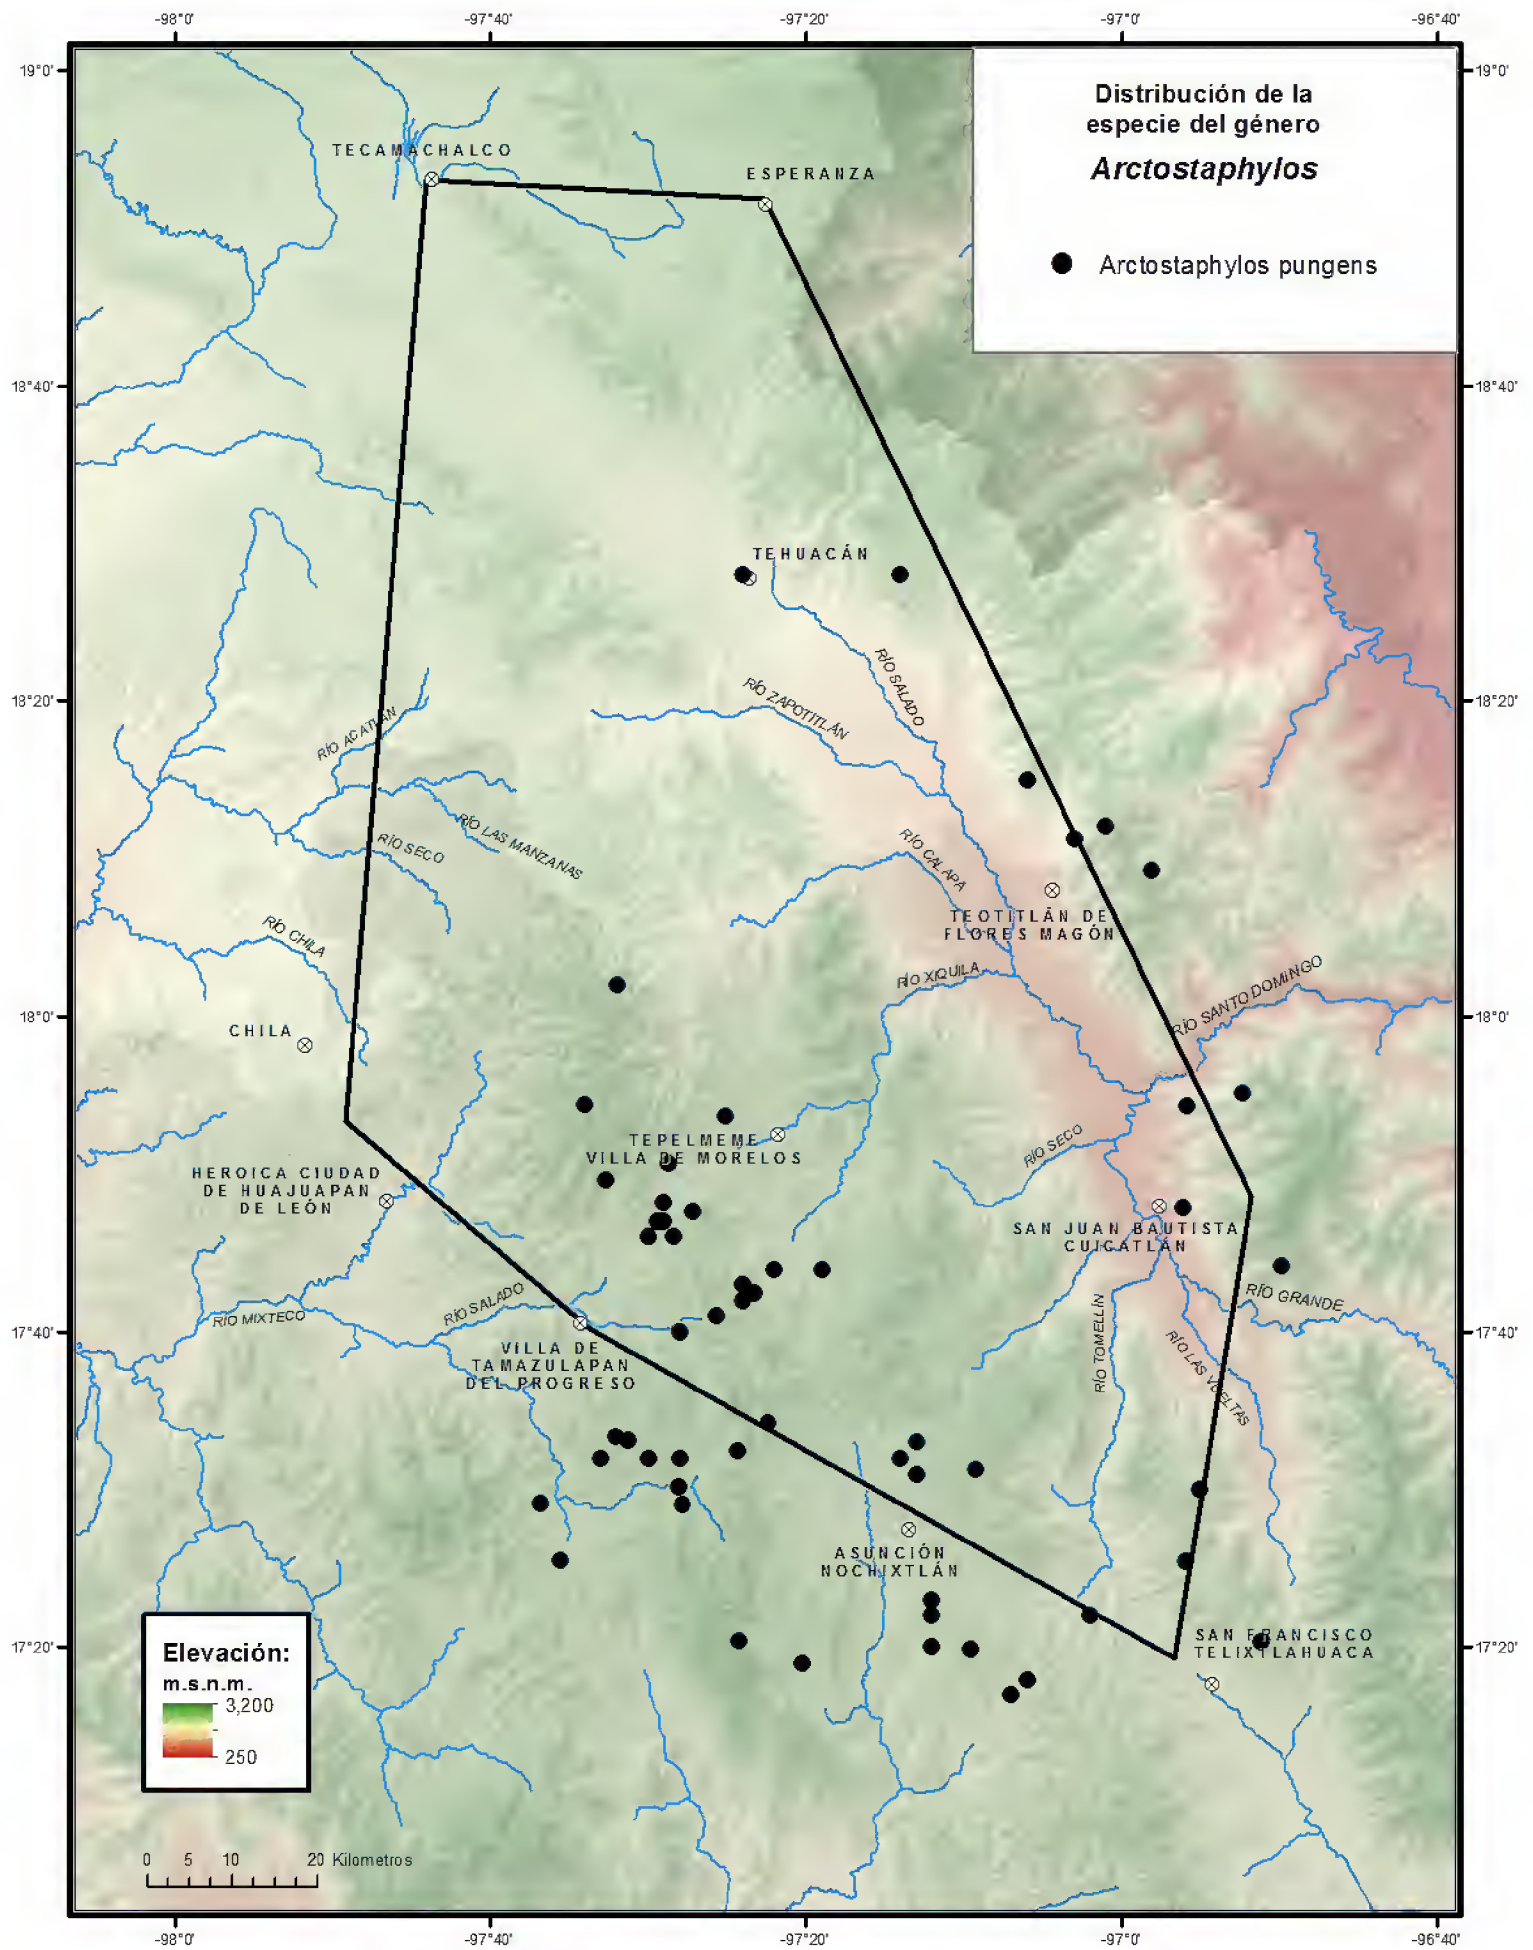 -98°0'
-97°40'
-97°20'
-97°0'
-96°40'
19°0'
19°0'
Distribución de la
especie del género
Arctostaphylos
Arctostaphylos pungens
TECAMACHALCO
ESPERANZA
18°40'
18°40'
TEHUACÁN
RÍO SALADO
RÍO ZAPOTITLÁN
18°20'
18°20'
RÍO ACATLÁN
RÍO LAS MANZANAS
RÍO SECO
RÍO CALAPA
TEOTITLÁN DE
FLORES MAGÓN
RÍO CHILA
RÍO XIQUILA
RÍO SANTO DOMINGO
18°0'
18°0'
CHILA
TEPELMEME
VILLA DE MORELOS
RÍO SECO
HEROICA CIUDAD
DE HUAJUAPAN
DE LEÓN
SAN JUAN BAUTISTA
CUICATLÁN
RÍO GRANDE
RÍO SALADO
RÍO MIXTECO
17°40'
17°40'
RÍO TOMELLÍN
RÍO LAS VUELTAS
VILLA DE
TAMAZULAPAN
DEL PROGRESO
ASUNCIÓN
NOCHIXTLÁN
17°20'
17°20'
SAN FRANCISCO
TELIXTLAHUACA
Elevación:
m.s.n.m.
3,200
250
0 5 10 20 Kilometros
-98°0'
-97°40'
-97°20'
-97°0'
-96°40'